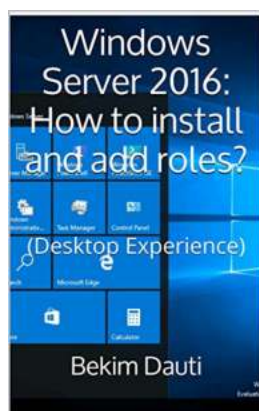 Windows
Server 2016:
How to install
and add roles?
(Desktop Experience)
Task Manager
Control Panel
Microsoft Edge
Calculator
Bekim Dauti